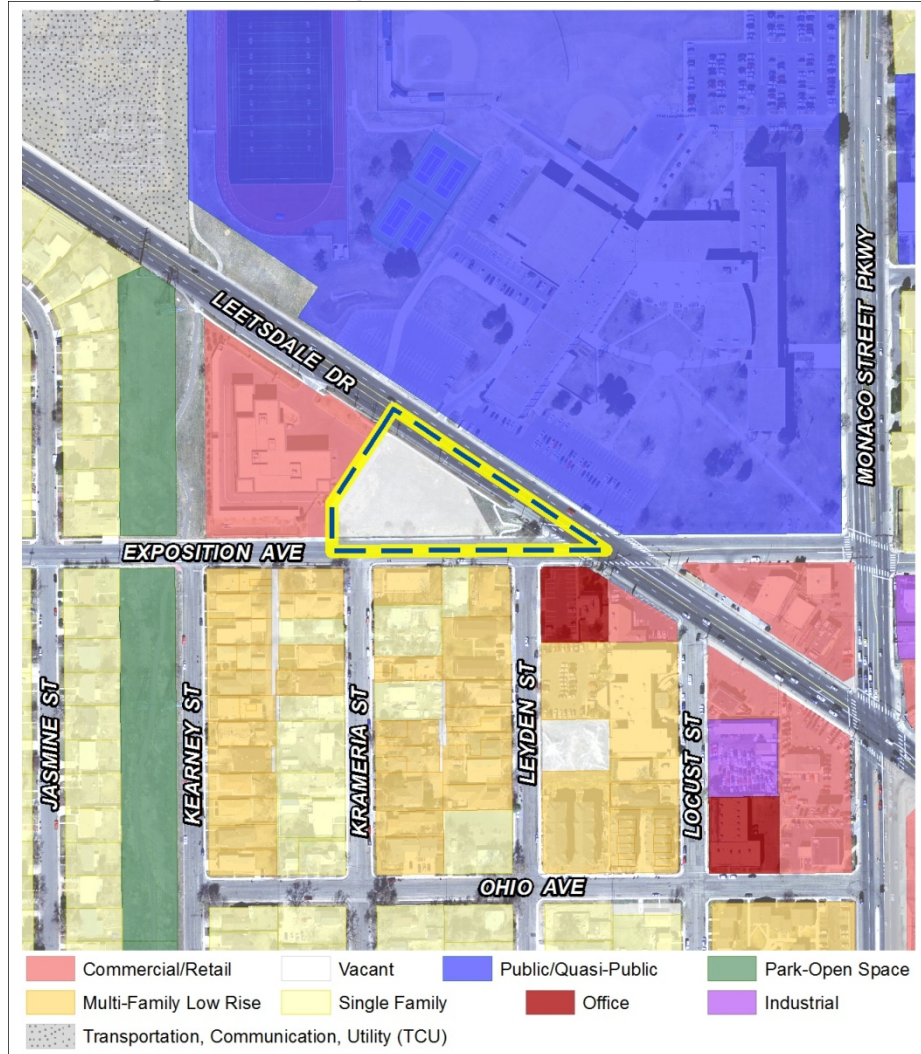 LEETSDALE DR
MONACO STREET PKWY
EXPOSITION AVE
JASMINE ST
KEARNEY ST
KRAMERIA ST
LEYDEN ST
LOCUST ST
OHIO AVE
Commercial/Retail
Vacant
Public/Quasi-Public
Park-Open Space
Multi-Family Low Rise
Single Family
Office
Industrial
Transportation, Communication, Utility (TCU)